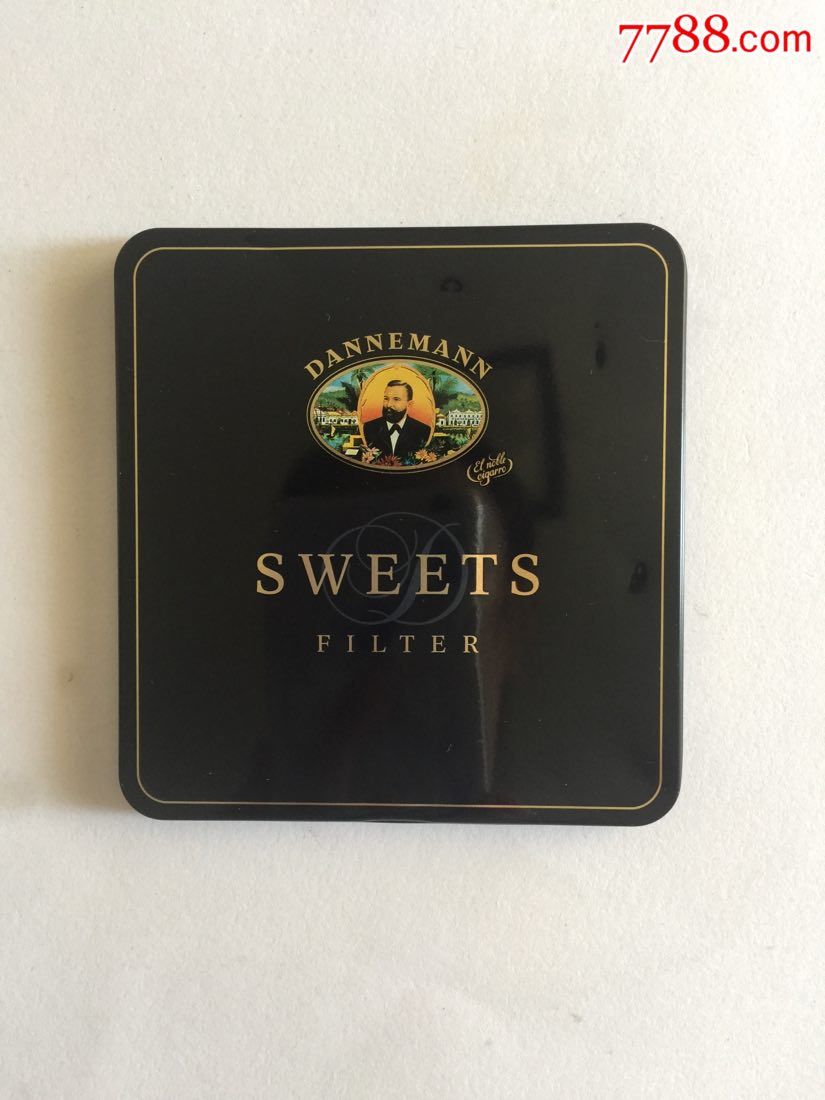 7788.com
DANNEMANN
El noble
cigarro
SWEETS
D
FILTER